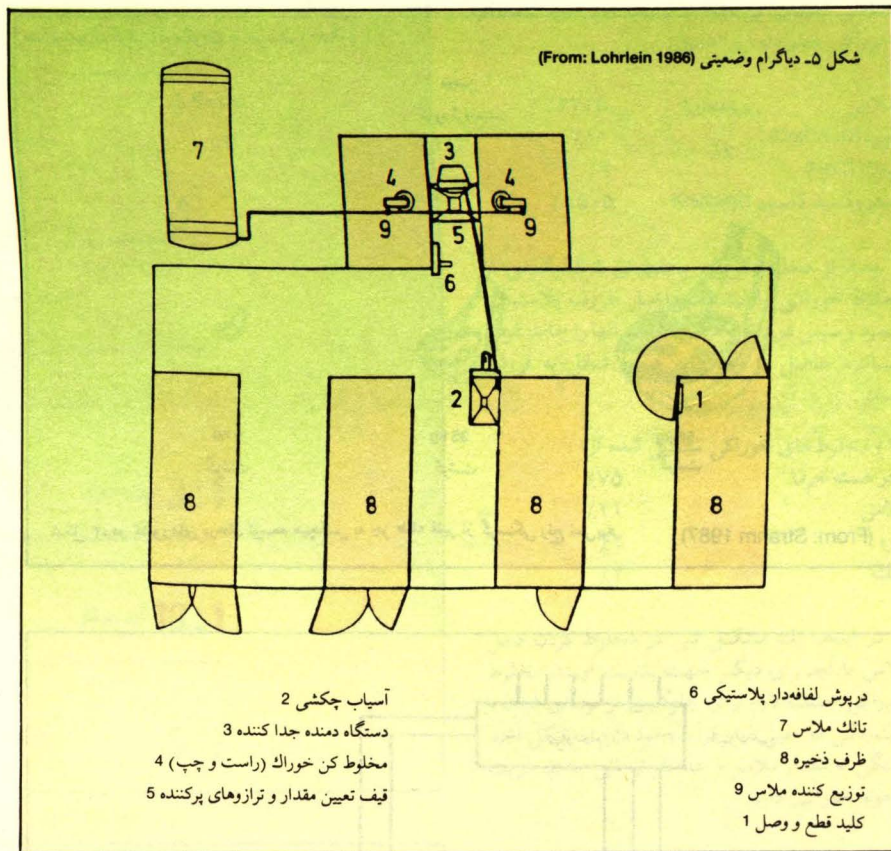 شکل ۵ـ دیاگرام وضعیتی (From: Lohrlein 1986)
7
3
4
4
9
5
9
6
2
1
8
8
8
8
درپوش لفافه‌دار پلاستیکی 6
تانك ملاس 7
ظرف ذخیره 8
توزیع کننده ملاس 9
کلید قطع و وصل 1
آسیاب چکشی 2
دستگاه دمنده جدا کننده 3
مخلوط کن خوراك (راست و چپ) 4
قیف تعیین مقدار و ترازوهای پرکننده 5